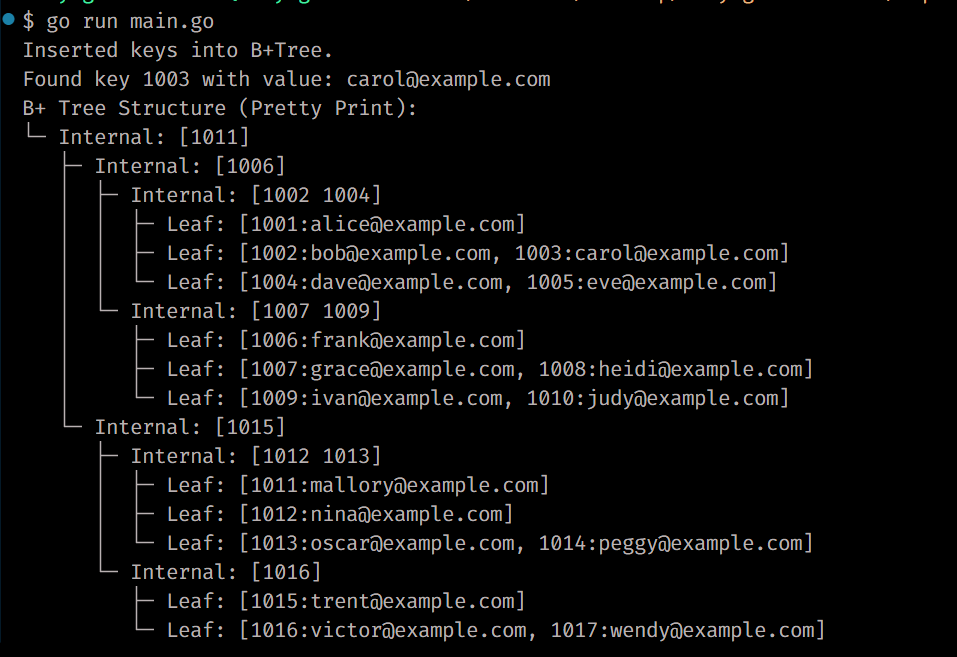 $ go run main.go
Inserted keys into B+Tree.
Found key 1003 with value: carol@example.com
B+ Tree Structure (Pretty Print):
└─ Internal: [1011]
   ├─ Internal: [1006]
   │  ├─ Internal: [1002 1004]
   │  │  ├─ Leaf: [1001:alice@example.com]
   │  │  ├─ Leaf: [1002:bob@example.com, 1003:carol@example.com]
   │  │  └─ Leaf: [1004:dave@example.com, 1005:eve@example.com]
   │  └─ Internal: [1007 1009]
   │     ├─ Leaf: [1006:frank@example.com]
   │     ├─ Leaf: [1007:grace@example.com, 1008:heidi@example.com]
   │     └─ Leaf: [1009:ivan@example.com, 1010:judy@example.com]
   └─ Internal: [1015]
      ├─ Internal: [1012 1013]
      │  ├─ Leaf: [1011:mallory@example.com]
      │  ├─ Leaf: [1012:nina@example.com]
      │  └─ Leaf: [1013:oscar@example.com, 1014:peggy@example.com]
      └─ Internal: [1016]
         ├─ Leaf: [1015:trent@example.com]
         └─ Leaf: [1016:victor@example.com, 1017:wendy@example.com]